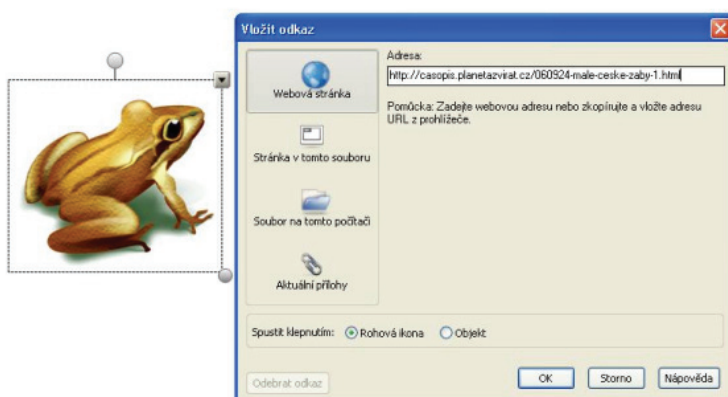 Vložit odkaz
Webová stránka
Stránka v tomto souboru
Soubor na tomto počítači
Aktuální přílohy
Adresa:
http://casopis.planetazvirat.cz/060924-male-ceske-zaby-1.html
Pomůcka: Zadejte webovou adresu nebo zkopírujte a vložte adresu
URL z prohlížeče.
Spustit klepnutím: Rohová ikona Objekt
Odebrat odkaz OK Storno Nápověda